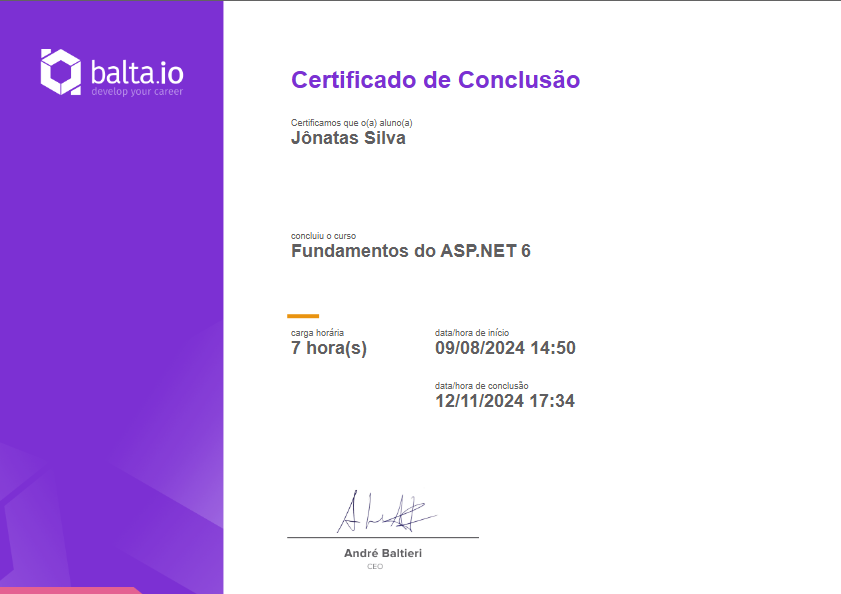 balta.io
develop your career
Certificado de Conclusão
Certificamos que o(a) aluno(a)
Jônatas Silva
concluiu o curso
Fundamentos do ASP.NET 6
carga horária
7 hora(s)
data/hora de início
09/08/2024 14:50
data/hora de conclusão
12/11/2024 17:34
André Baltieri
CEO